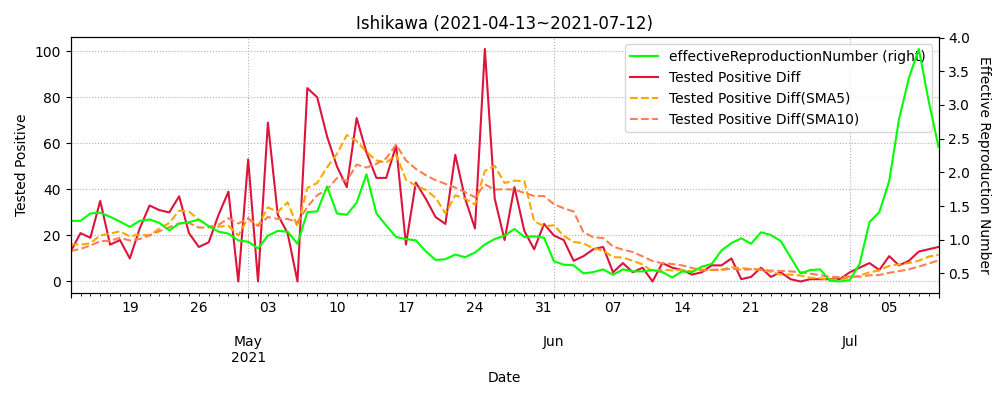 Ishikawa (2021-04-13~2021-07-12)
effectiveReproductionNumber (right)
Tested Positive Diff
Tested Positive Diff(SMA5)
Tested Positive Diff(SMA10)
Tested Positive
100
80
60
40
20
0
4.0
3.5
3.0
2.5
2.0
1.5
1.0
0.5
Effective Reproduction Number
19 26 03 10 17 24 31 07 14 21 28 05
May Jun Jul
2021
Date